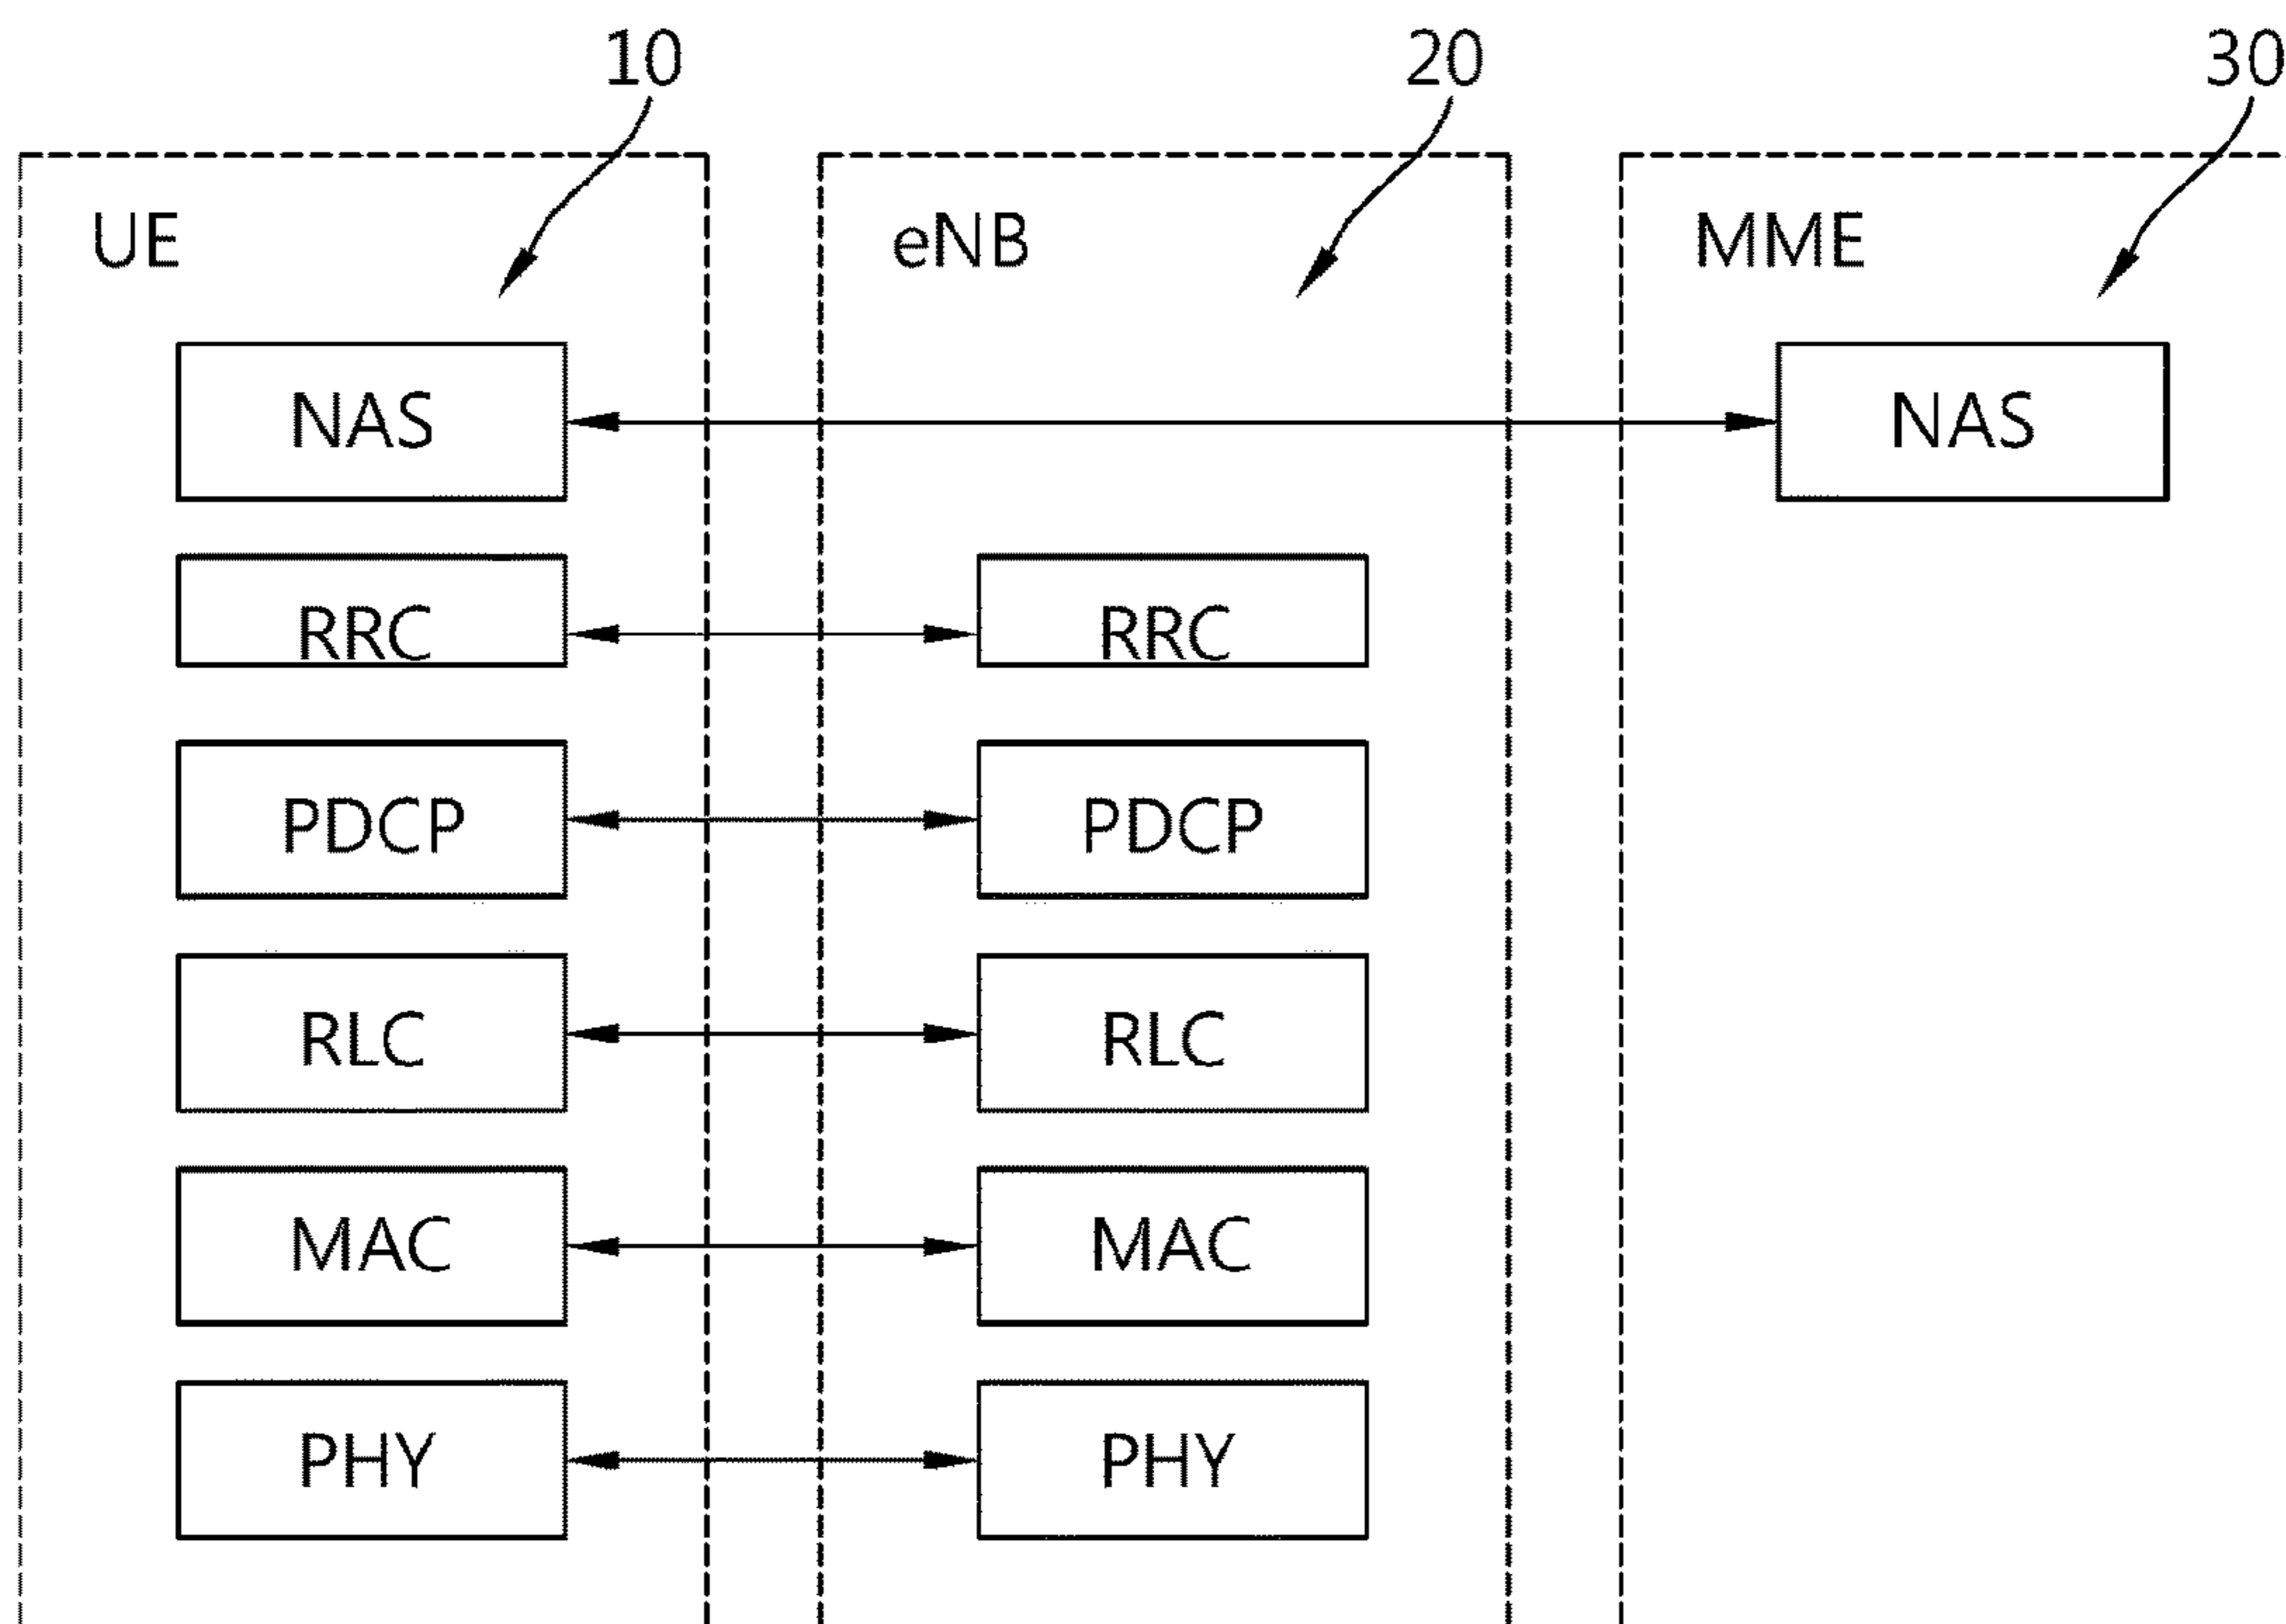 10 20 30
UE eNB MME
NAS NAS
RRC RRC
PDCP PDCP
RLC RLC
MAC MAC
PHY PHY